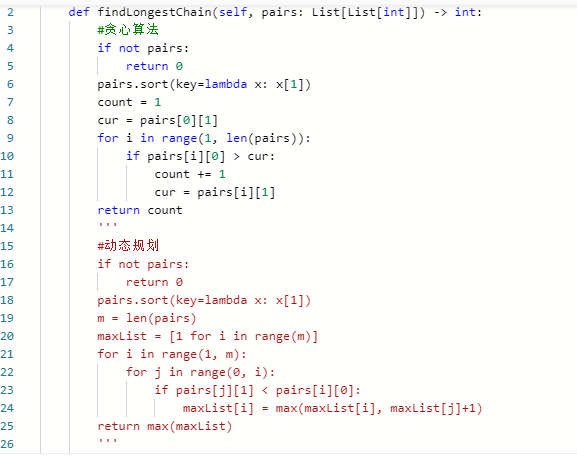 2 def findLongestChain(self, pairs: List[List[int]]) -> int:
3 #贪心算法
4 if not pairs:
5 return 0
6 pairs.sort(key=lambda x: x[1])
7 count = 1
8 cur = pairs[0][1]
9 for i in range(1, len(pairs)):
10 if pairs[i][0] > cur:
11 count += 1
12 cur = pairs[i][1]
13 return count
14 '''
15 #动态规划
16 if not pairs:
17 return 0
18 pairs.sort(key=lambda x: x[1])
19 m = len(pairs)
20 maxList = [1 for i in range(m)]
21 for i in range(1, m):
22 for j in range(0, i):
23 if pairs[j][1] < pairs[i][0]:
24 maxList[i] = max(maxList[i], maxList[j]+1)
25 return max(maxList)
26 '''